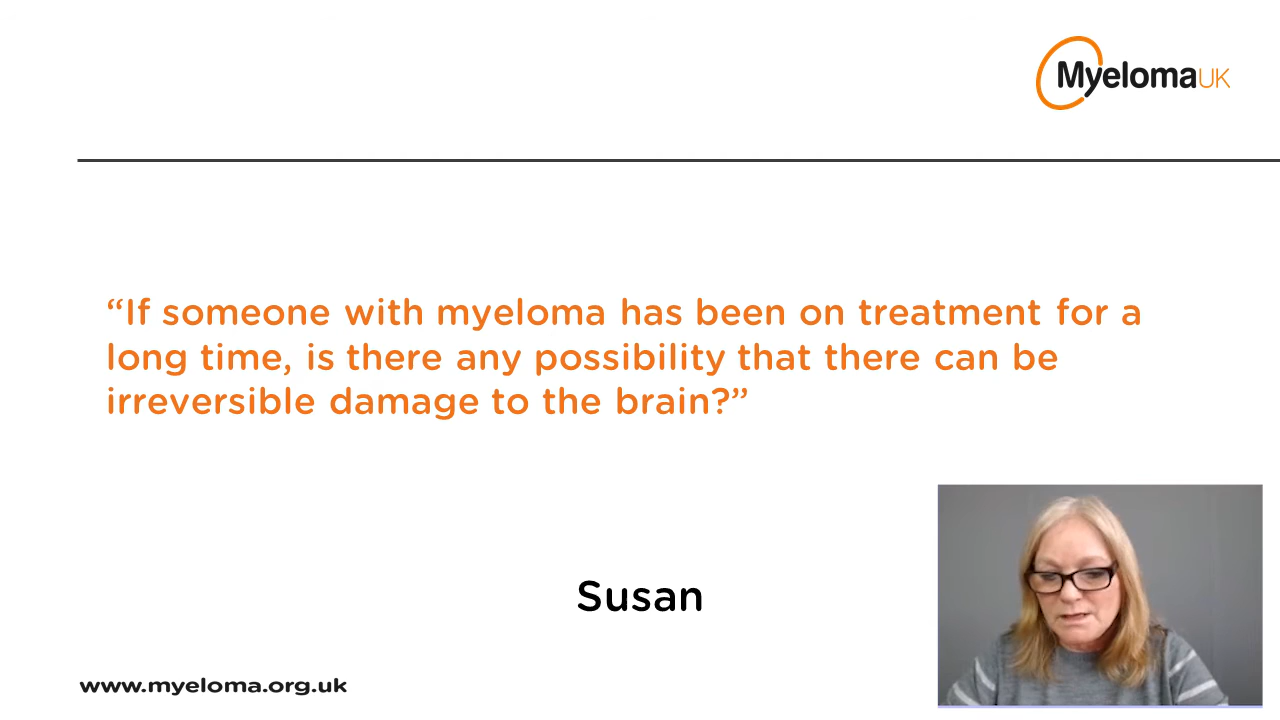 MyelomaUK
“If someone with myeloma has been on treatment for a
long time, is there any possibility that there can be
irreversible damage to the brain?”
Susan
www.myeloma.org.uk